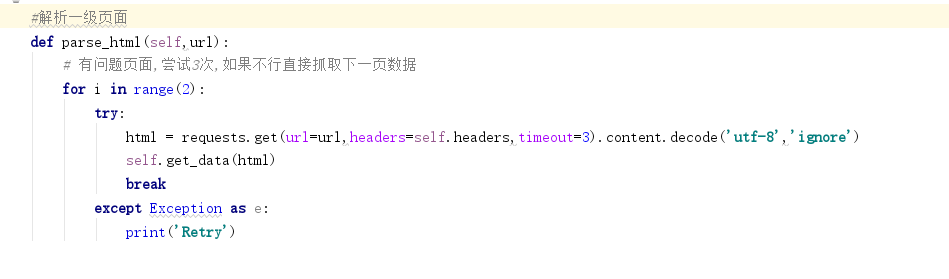 #解析一级页面
def parse_html(self,url):
    # 有问题页面,尝试3次,如果不行直接抓取下一页数据
    for i in range(2):
        try:
            html = requests.get(url=url,headers=self.headers,timeout=3).content.decode('utf-8','ignore')
            self.get_data(html)
            break
        except Exception as e:
            print('Retry')